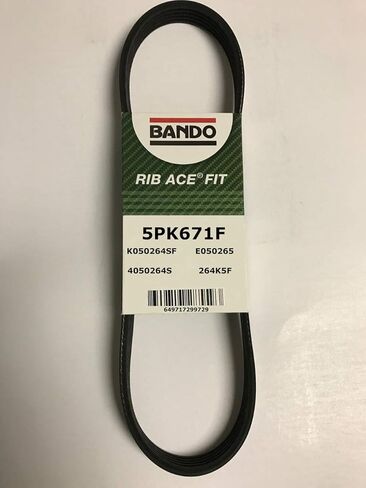 BANDO
RIB ACE® FIT
5PK671F
K050264SF E050265
4050264S 264K5F
649717299729